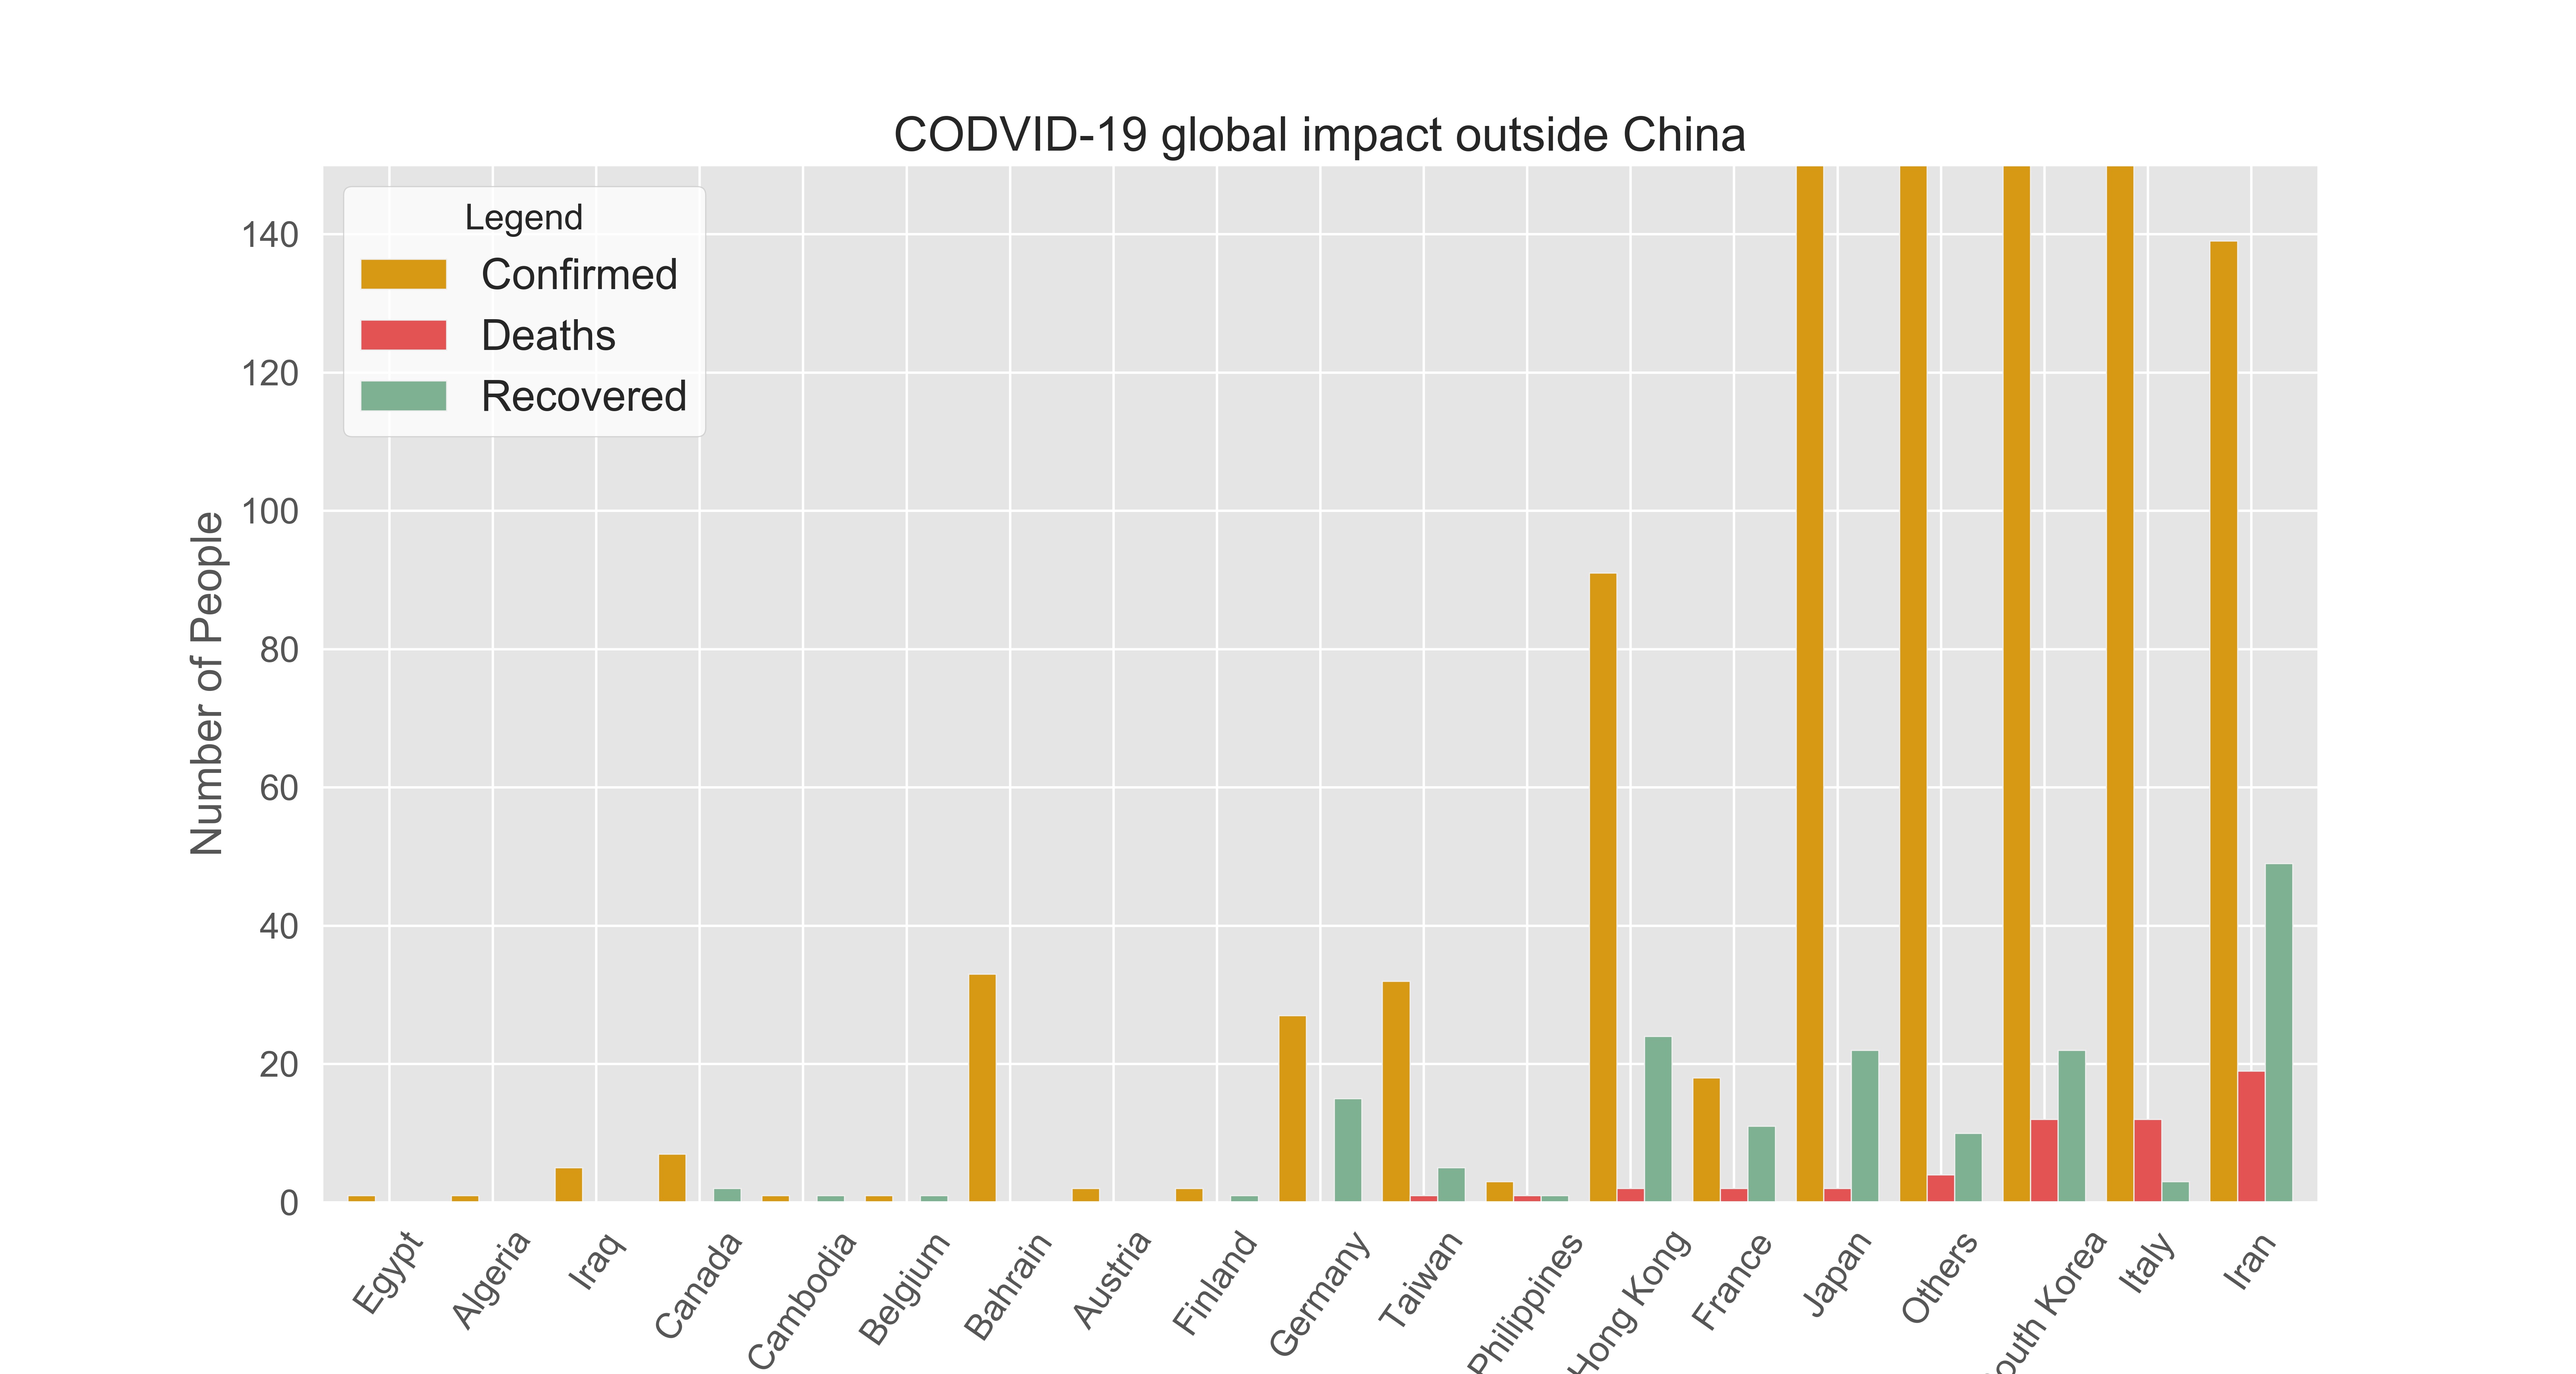 CODVID-19 global impact outside China
Legend
Confirmed
Deaths
Recovered
Number of People
140
120
100
80
60
40
20
0
Egypt
Algeria
Iraq
Canada
Cambodia
Belgium
Bahrain
Austria
Finland
Germany
Taiwan
Philippines
Hong Kong
France
Japan
Others
outh Korea
Italy
Iran